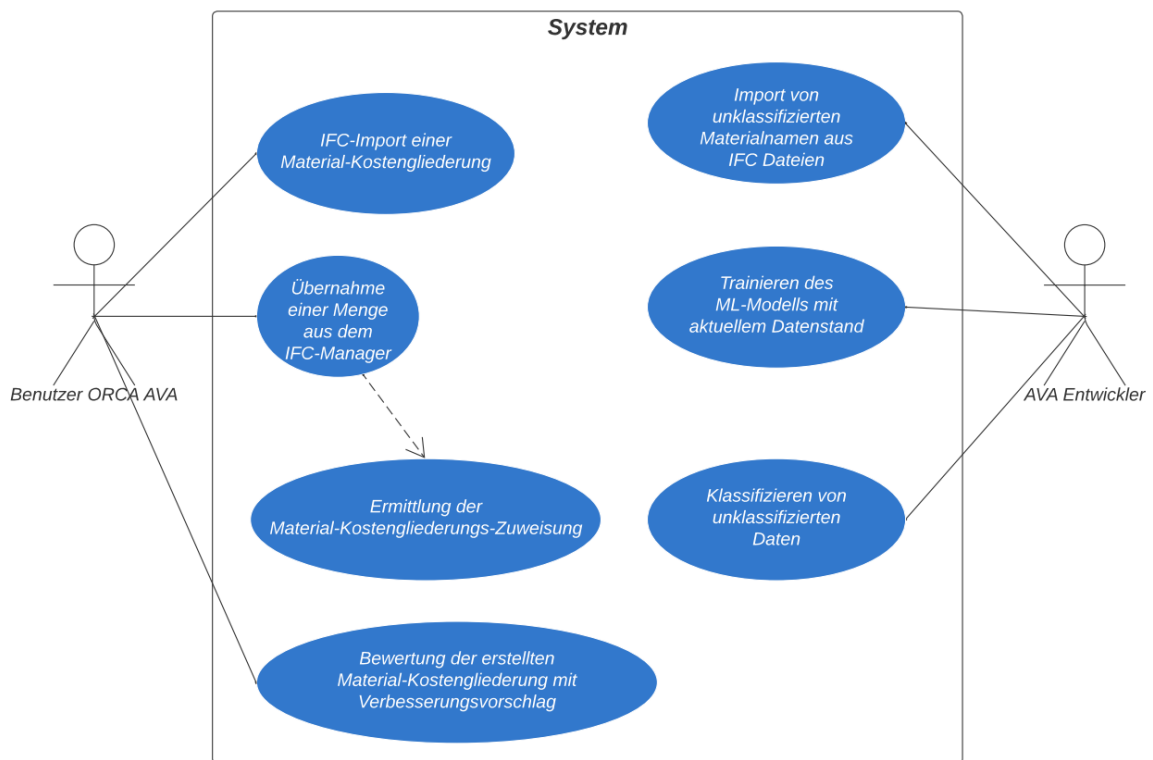 System
IFC-Import einer
Material-Kostengliederung
Import von
unklassifizierten
Materialnamen aus
IFC Dateien
Übernahme
einer Menge
aus dem
IFC-Manager
Trainieren des
ML-Modells mit
aktuellem Datenstand
Benutzer ORCA AVA
AVA Entwickler
Ermittlung der
Material-Kostengliederungs-Zuweisung
Klassifizieren von
unklassifizierten
Daten
Bewertung der erstellten
Material-Kostengliederung mit
Verbesserungsvorschlag